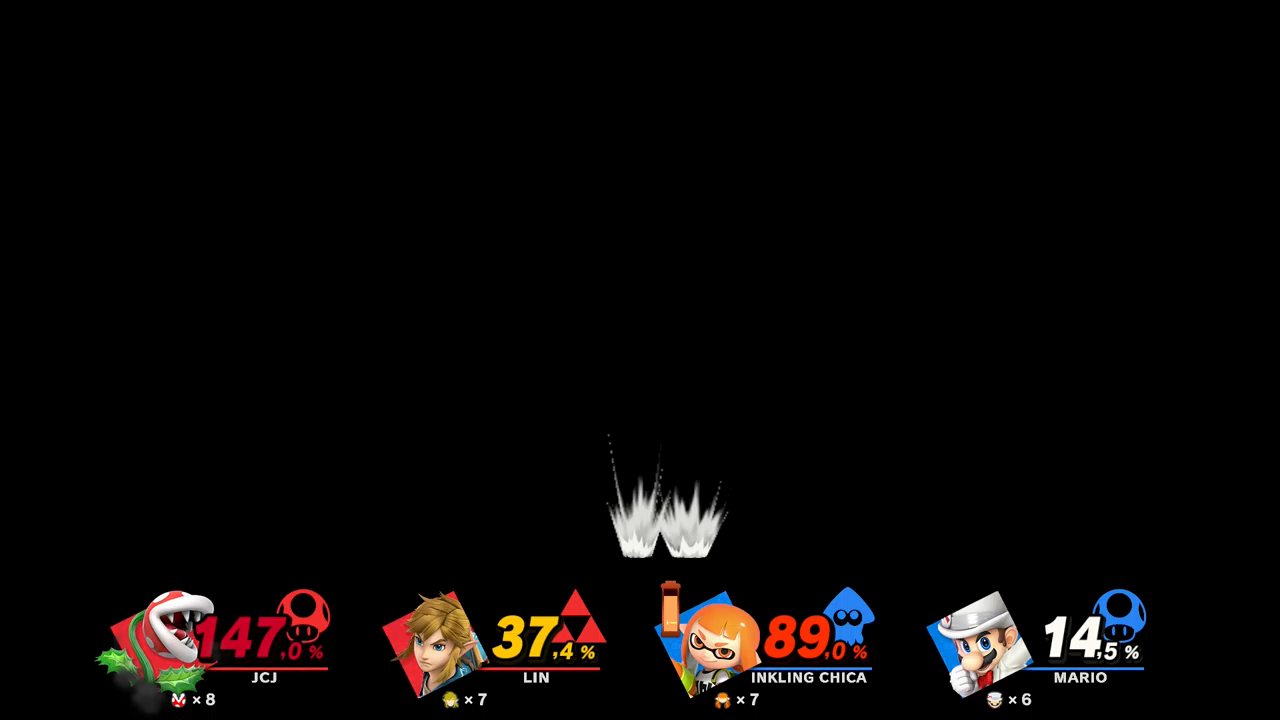 147,0 %
JCJ
× 8
37,4 %
LIN
× 7
89,0 %
INKLING CHICA
× 7
14,5 %
MARIO
× 6